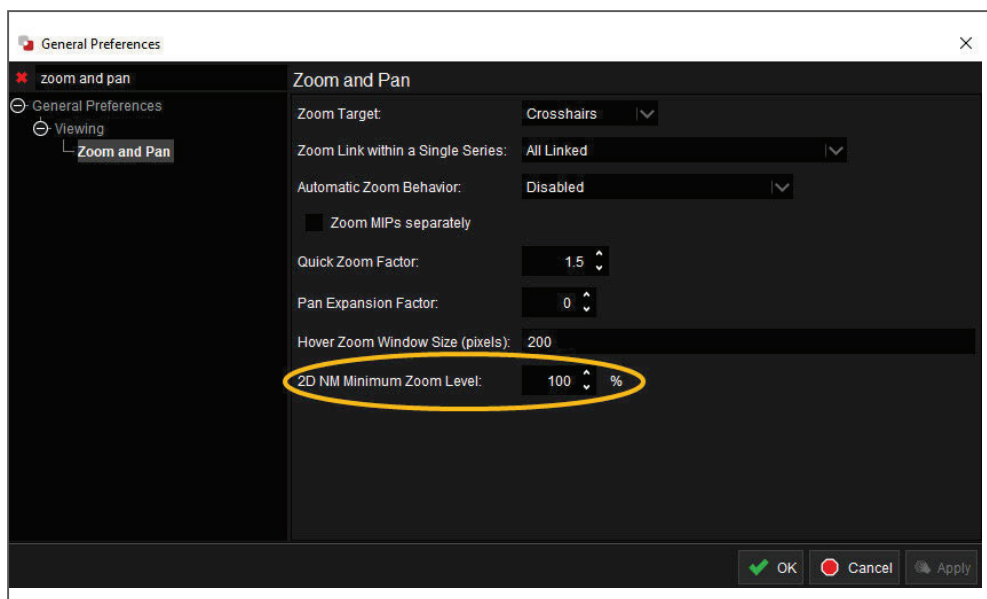 General Preferences
zoom and pan
General Preferences
Viewing
Zoom and Pan
Zoom and Pan
Zoom Target: Crosshairs
Zoom Link within a Single Series: All Linked
Automatic Zoom Behavior: Disabled
Zoom MIPs separately
Quick Zoom Factor: 1.5
Pan Expansion Factor: 0
Hover Zoom Window Size (pixels): 200
2D NM Minimum Zoom Level: 100 %
OK Cancel Apply